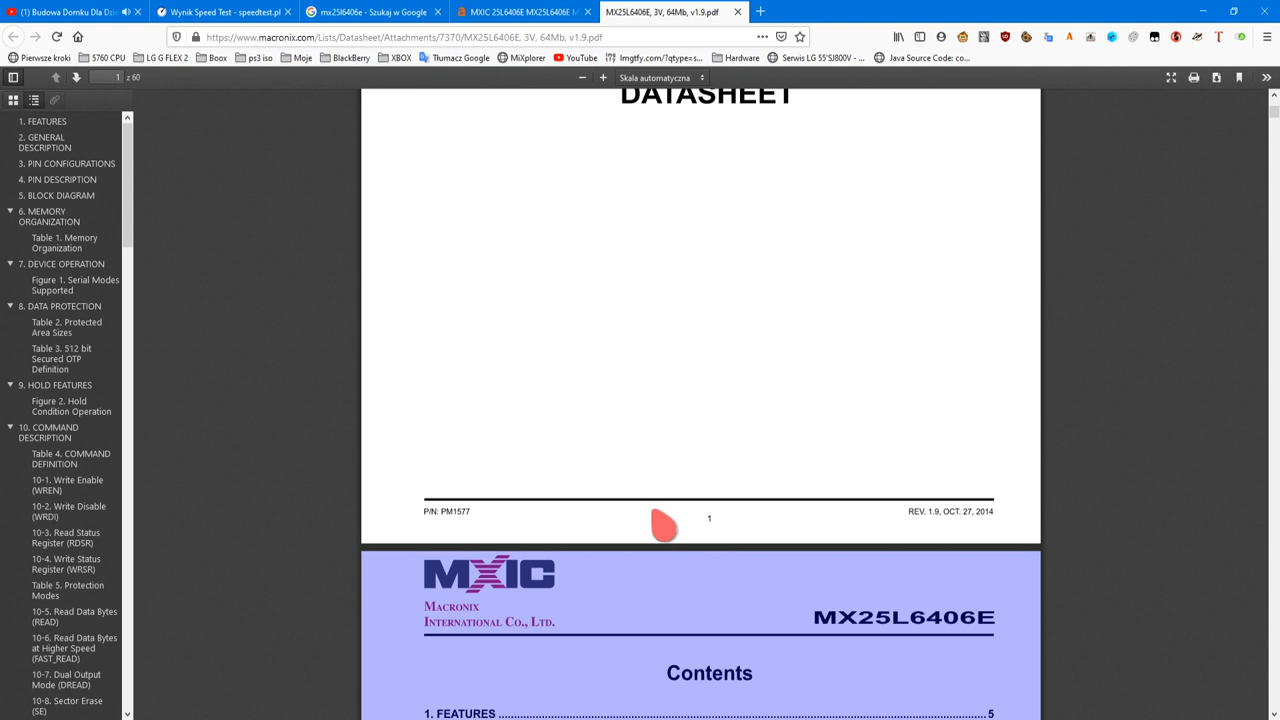 (1) Budowa Domku Dla Dzi
Wynik Speed Test - speedtest.pl
mx25l6406e - Szukaj w Google
MXIC 25L6406E MX25L6406E M
MX25L6406E, 3V, 64Mb, v1.9.pdf
https://www.macronix.com/Lists/Datasheet/Attachments/7370/MX25L6406E, 3V, 64Mb, v1.9.pdf
Pierwsze kroki
5760 CPU
LG G FLEX 2
Boox
ps3 iso
Moje
BlackBerry
XBOX
Tłumacz Google
MiXplorer
YouTube
lmgtfy.com/?qtype=s...
Hardware
Serwis LG 55'SJ800V - ...
Java Source Code: co...
1 z 60
Skala automatyczna
1. FEATURES
2. GENERAL
DESCRIPTION
3. PIN CONFIGURATIONS
4. PIN DESCRIPTION
5. BLOCK DIAGRAM
6. MEMORY
ORGANIZATION
Table 1. Memory
Organization
7. DEVICE OPERATION
Figure 1. Serial Modes
Supported
8. DATA PROTECTION
Table 2. Protected
Area Sizes
Table 3. 512 bit
Secured OTP
Definition
9. HOLD FEATURES
Figure 2. Hold
Condition Operation
10. COMMAND
DESCRIPTION
Table 4. COMMAND
DEFINITION
10-1. Write Enable
(WREN)
10-2. Write Disable
(WRDI)
10-3. Read Status
Register (RDSR)
10-4. Write Status
Register (WRSR)
Table 5. Protection
Modes
10-5. Read Data Bytes
(READ)
10-6. Read Data Bytes
at Higher Speed
(FAST_READ)
10-7. Dual Output
Mode (DREAD)
10-8. Sector Erase
(SE)
DATASHEET
P/N: PM1577
1
REV. 1.9, OCT. 27, 2014
MXIC
MACRONIX
INTERNATIONAL CO., LTD.
MX25L6406E
Contents
1. FEATURES ........................................ 5